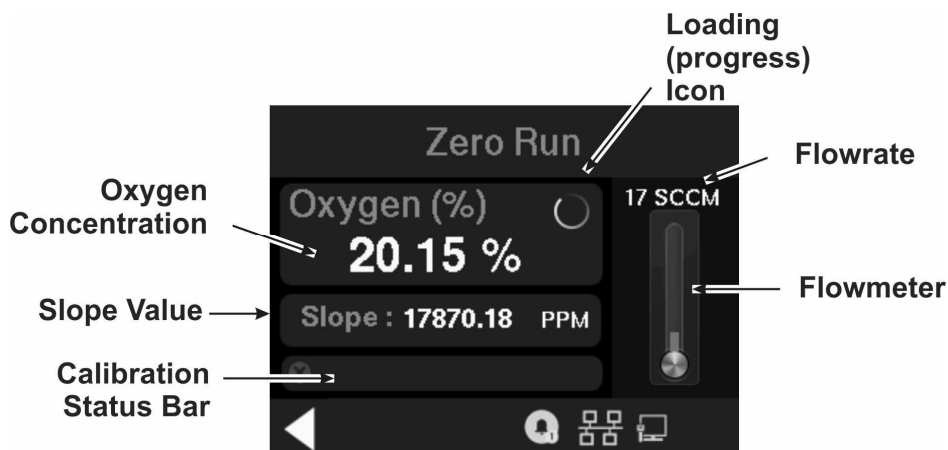 Loading
(progress)
Icon
Zero Run
Flowrate
Oxygen
Concentration
Oxygen (%)
20.15 %
17 SCCM
Flowmeter
Slope Value
Slope : 17870.18 PPM
Calibration
Status Bar